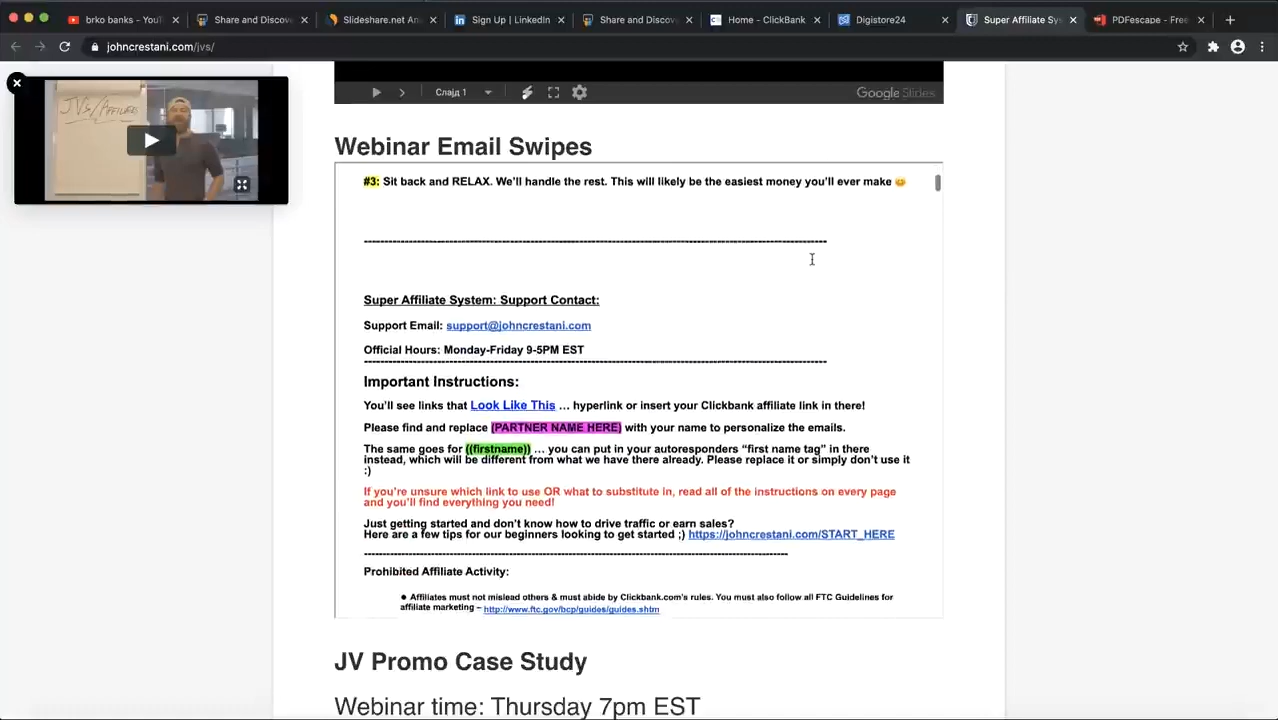 brko banks - YouT
Share and Discov
Slideshare.net An
Sign Up | LinkedIn
Share and Discov
Home - ClickBank
Digistore24
Super Affiliate Sy
PDFescape - Free
johncrestani.com/jvs/
JVs/AFFILIATES
Слајд 1
Google Slides
Webinar Email Swipes
#3: Sit back and RELAX. We'll handle the rest. This will likely be the easiest money you'll ever make
Super Affiliate System: Support Contact:
Support Email: support@johncrestani.com
Official Hours: Monday-Friday 9-5PM EST
Important Instructions:
You'll see links that Look Like This … hyperlink or insert your Clickbank affiliate link in there!
Please find and replace (PARTNER NAME HERE) with your name to personalize the emails.
The same goes for ((firstname)) … you can put in your autoresponders “first name tag” in there
instead, which will be different from what we have there already. Please replace it or simply don't use it
:)
If you're unsure which link to use OR what to substitute in, read all of the instructions on every page
and you'll find everything you need!
Just getting started and don't know how to drive traffic or earn sales?
Here are a few tips for our beginners looking to get started ;) https://johncrestani.com/START_HERE
Prohibited Affiliate Activity:
● Affiliates must not mislead others & must abide by Clickbank.com's rules. You must also follow all FTC Guidelines for
affiliate marketing – http://www.ftc.gov/bcp/guides/guides.shtm
JV Promo Case Study
Webinar time: Thursday 7pm EST